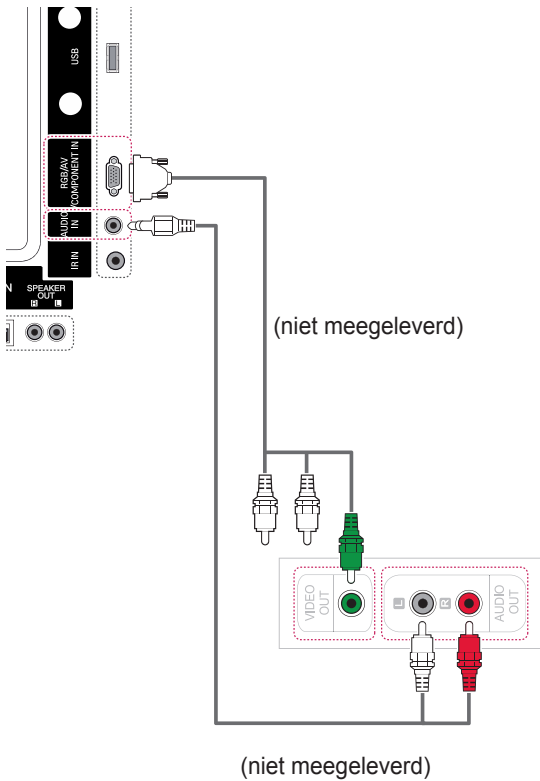 USB
RGB/AV
/COMPONENT IN
AUDIO
IN
IR IN
SPEAKER
OUT
R L
(niet meegeleverd)
VIDEO
OUT
L R
AUDIO
OUT
(niet meegeleverd)